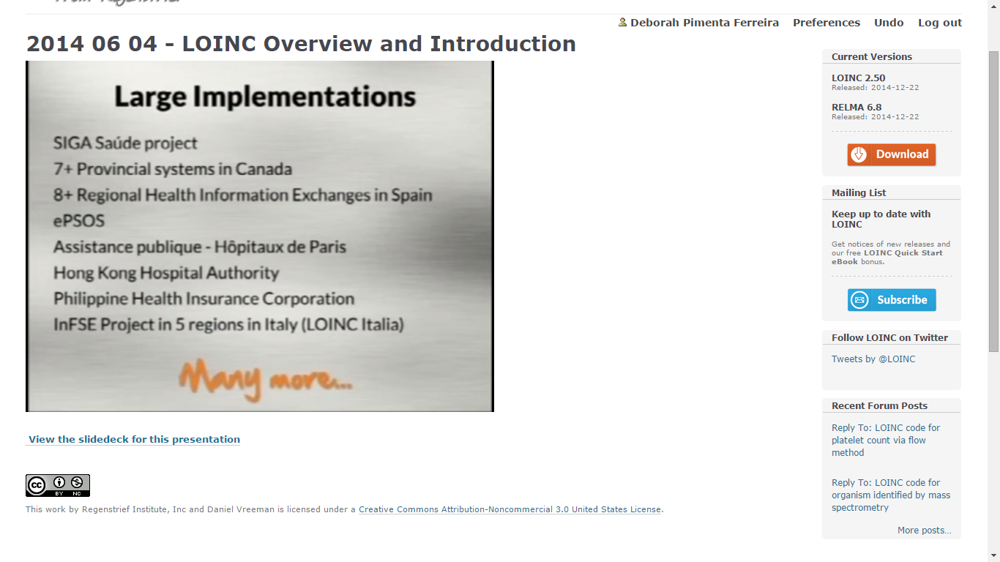 Deborah Pimenta Ferreira Preferences Undo Log out
2014 06 04 - LOINC Overview and Introduction
Large Implementations
SIGA Saúde project
7+ Provincial systems in Canada
8+ Regional Health Information Exchanges in Spain
ePSOS
Assistance publique - Hôpitaux de Paris
Hong Kong Hospital Authority
Philippine Health Insurance Corporation
InFSE Project in 5 regions in Italy (LOINC Italia)
Many more...
View the slidedeck for this presentation
cc
BY NC
This work by Regenstrief Institute, Inc and Daniel Vreeman is licensed under a Creative Commons Attribution-Noncommercial 3.0 United States License.
Current Versions
LOINC 2.50
Released: 2014-12-22
RELMA 6.8
Released: 2014-12-22
Download
Mailing List
Keep up to date with
LOINC
Get notices of new releases and
our free LOINC Quick Start
eBook bonus.
Subscribe
Follow LOINC on Twitter
Tweets by @LOINC
Recent Forum Posts
Reply To: LOINC code for
platelet count via flow
method
Reply To: LOINC code for
organism identified by mass
spectrometry
More posts...